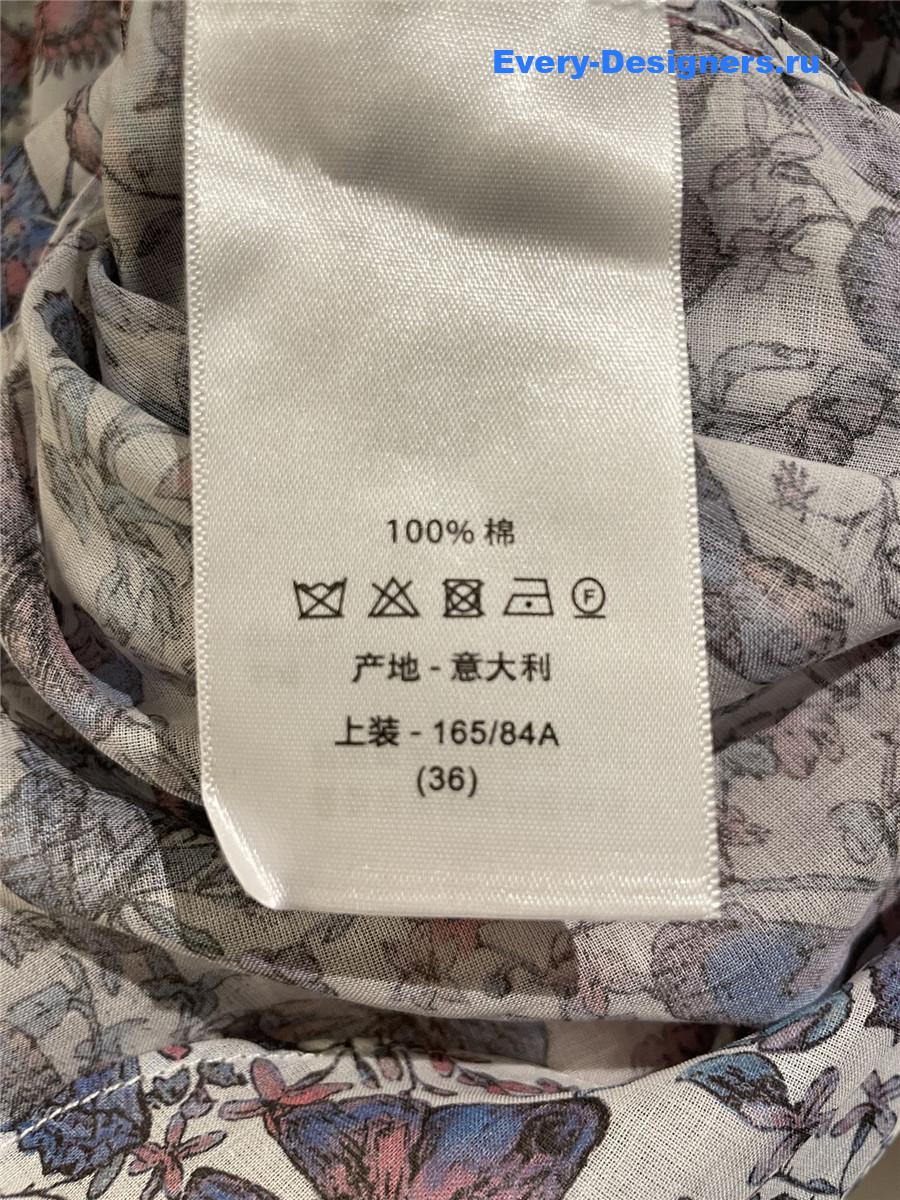 Every-Designers.ru
100% 棉
F
产地 - 意大利
上装 - 165/84A
(36)